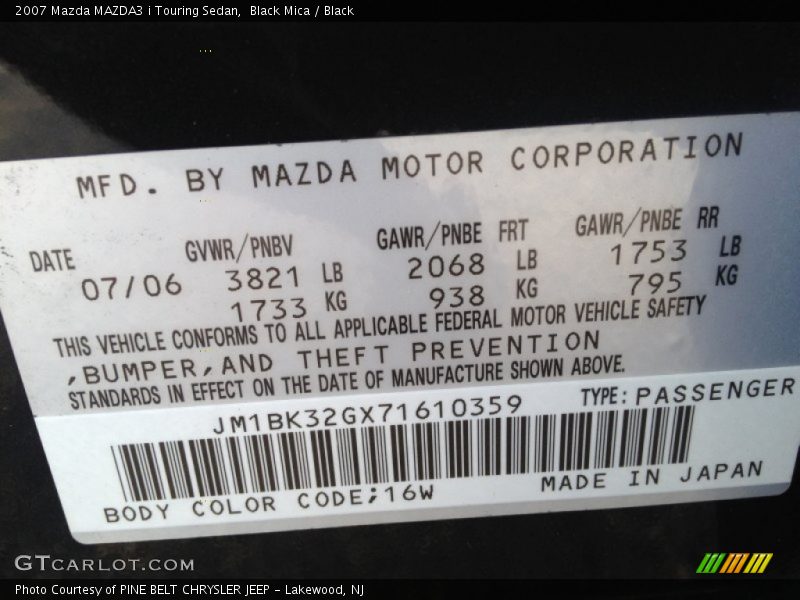 2007 Mazda MAZDA3 i Touring Sedan,  Black Mica / Black
MFD. BY MAZDA MOTOR CORPORATION
DATE GVWR/PNBV GAWR/PNBE FRT GAWR/PNBE RR
07/06 3821 LB 2068 LB 1753 LB
1733 KG 938 KG 795 KG
THIS VEHICLE CONFORMS TO ALL APPLICABLE FEDERAL MOTOR VEHICLE SAFETY
,BUMPER,AND THEFT PREVENTION
STANDARDS IN EFFECT ON THE DATE OF MANUFACTURE SHOWN ABOVE.
JM1BK32GX71610359 TYPE:PASSENGER
BODY COLOR CODE;16W MADE IN JAPAN
GTCARLOT.COM
Photo Courtesy of PINE BELT CHRYSLER JEEP - Lakewood, NJ